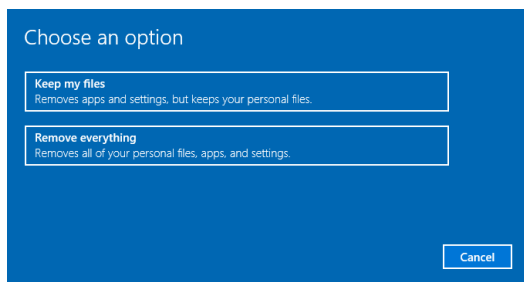 Choose an option
Keep my files
Removes apps and settings, but keeps your personal files.
Remove everything
Removes all of your personal files, apps, and settings.
Cancel